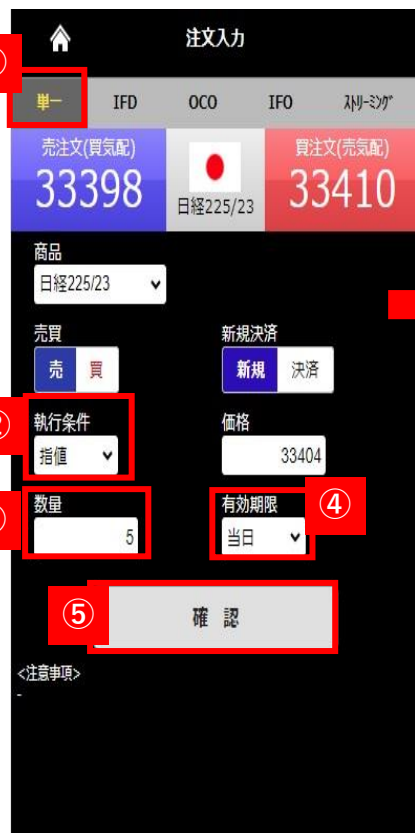 注文入力
単一 IFD OCO IFO ｽﾄﾘｰﾐﾝｸﾞ
売注文(買気配) 買注文(売気配)
33398 33410
日経225/23
商品
日経225/23
売買 新規決済
売 買 新規 決済
執行条件 価格
指値 33404
数量 有効期限 ④
5 当日
⑤ 確 認
<注意事項>
-